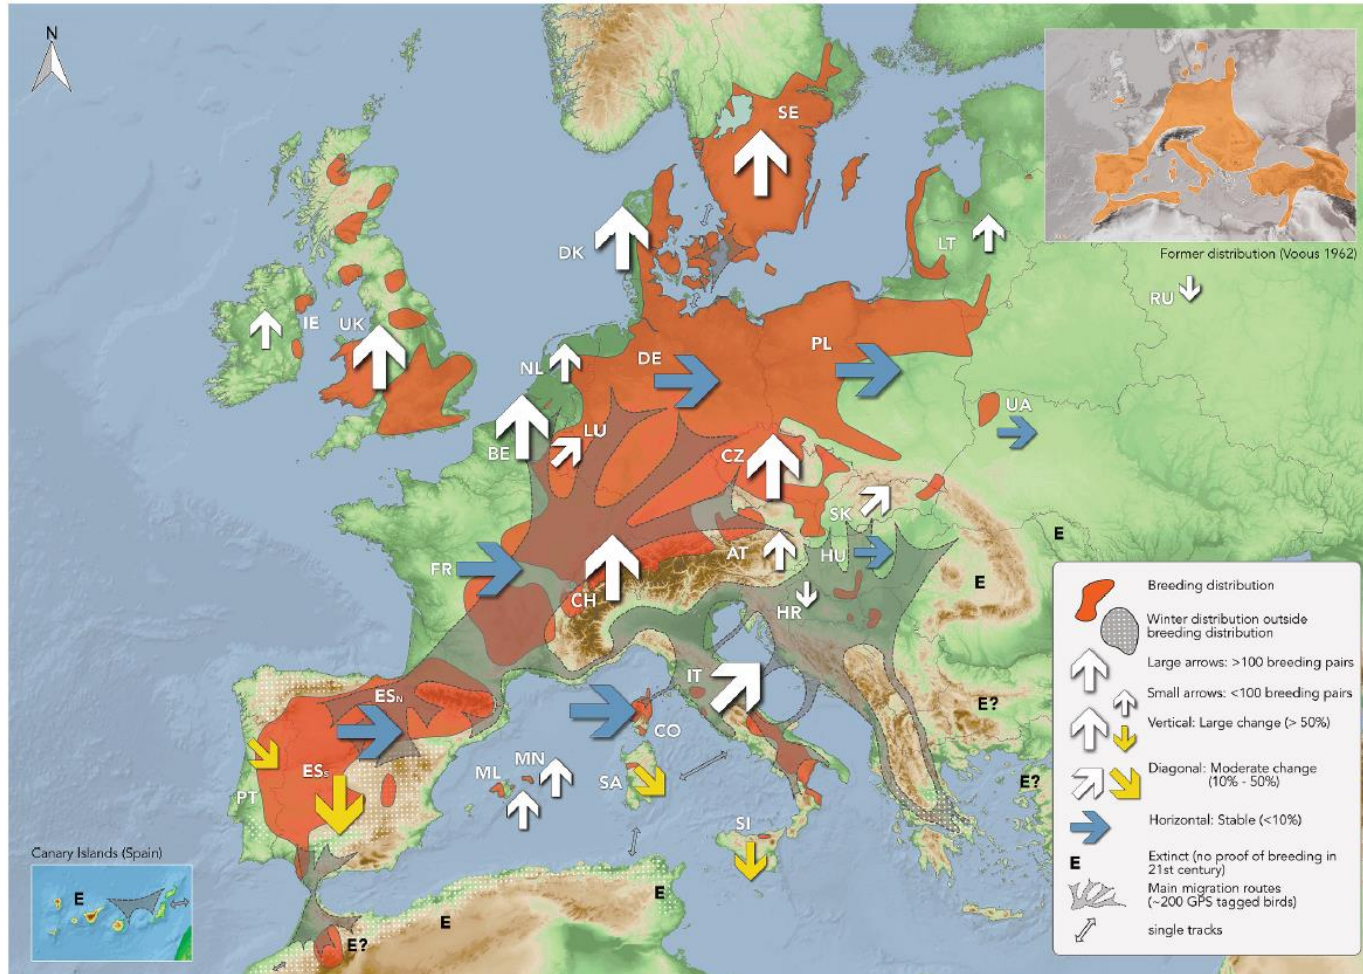 N
SE
DK
LT
Former distribution (Voous 1962)
RU
IE
UK
NL
DE
PL
UA
BE
LU
CZ
SK
FR
CH
AT
HU
HR
E
E
E?
E?
IT
ES_N
ES_S
PT
CO
MN
ML
SA
SI
Canary Islands (Spain)
E
E
E
E?
Breeding distribution
Winter distribution outside
breeding distribution
Large arrows: >100 breeding pairs
Small arrows: <100 breeding pairs
Vertical: Large change (> 50%)
Diagonal: Moderate change
(10% - 50%)
Horizontal: Stable (<10%)
E
Extinct (no proof of breeding in
21st century)
Main migration routes
(~200 GPS tagged birds)
single tracks